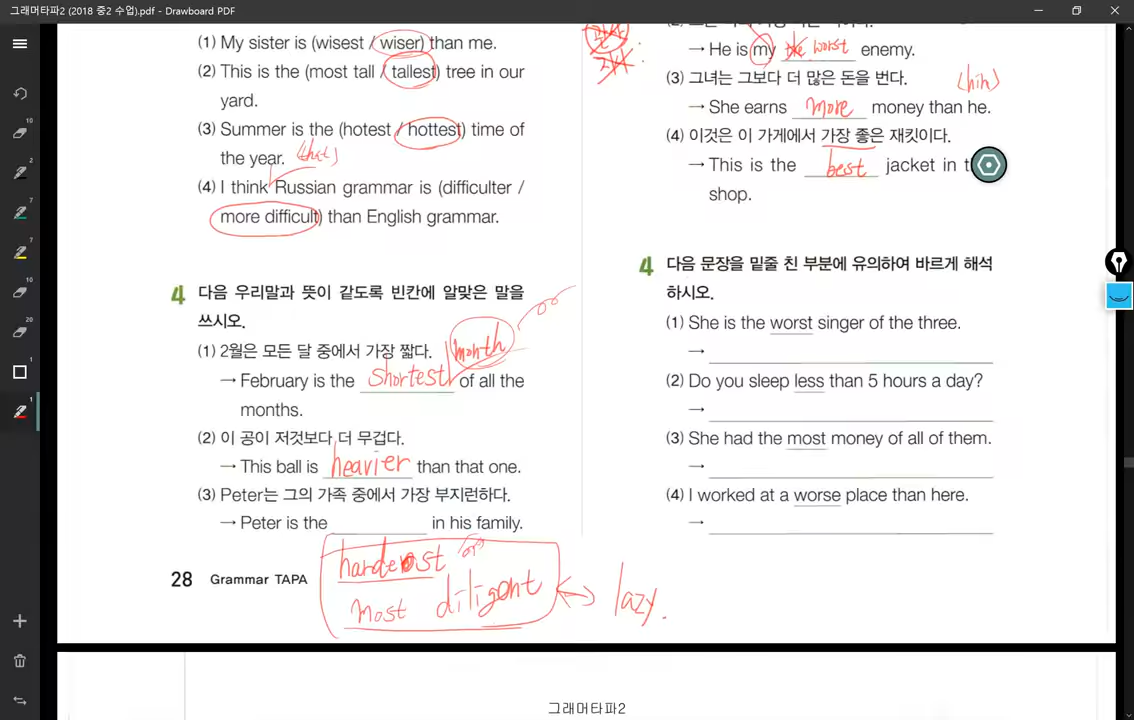 그래머타파2 (2018 중2 수업).pdf - Drawboard PDF
(1) My sister is (wisest / wiser) than me.
(2) This is the (most tall / tallest) tree in our
yard.
(3) Summer is the (hotest / hottest) time of
the year. (that)
(4) I think Russian grammar is (difficulter /
more difficult) than English grammar.
4 다음 우리말과 뜻이 같도록 빈칸에 알맞은 말을
쓰시오.
(1) 2월은 모든 달 중에서 가장 짧다. month
→ February is the shortest of all the
months.
(2) 이 공이 저것보다 더 무겁다.
→ This ball is heavier than that one.
(3) Peter는 그의 가족 중에서 가장 부지런하다.
→ Peter is the in his family.
hardest or
most diligent ↔ lazy.
28 Grammar TAPA
→ He is my the worst enemy.
(3) 그녀는 그보다 더 많은 돈을 번다. (him)
→ She earns more money than he.
(4) 이것은 이 가게에서 가장 좋은 재킷이다.
→ This is the best jacket in
shop.
4 다음 문장을 밑줄 친 부분에 유의하여 바르게 해석
하시오.
(1) She is the worst singer of the three.
→
(2) Do you sleep less than 5 hours a day?
→
(3) She had the most money of all of them.
→
(4) I worked at a worse place than here.
→
그래머타파2
10
2
7
7
10
20
1
1